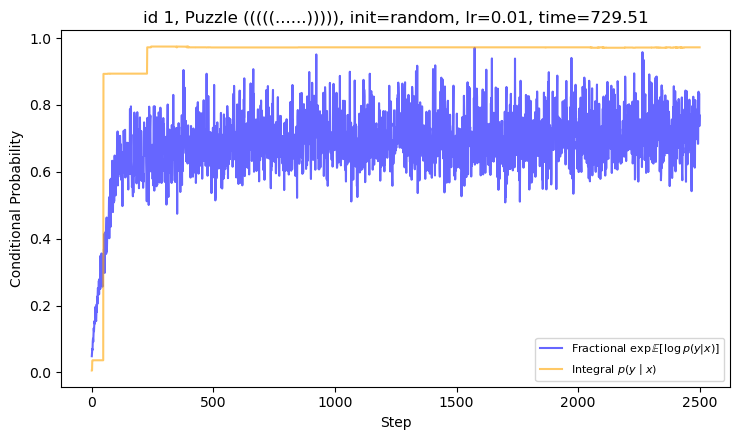 id 1, Puzzle (((((......))))), init=random, lr=0.01, time=729.51
Conditional Probability
1.0
0.8
0.6
0.4
0.2
0.0
Fractional exp𝔼[log p(y|x)]
Integral p(y | x)
0 500 1000 1500 2000 2500
Step